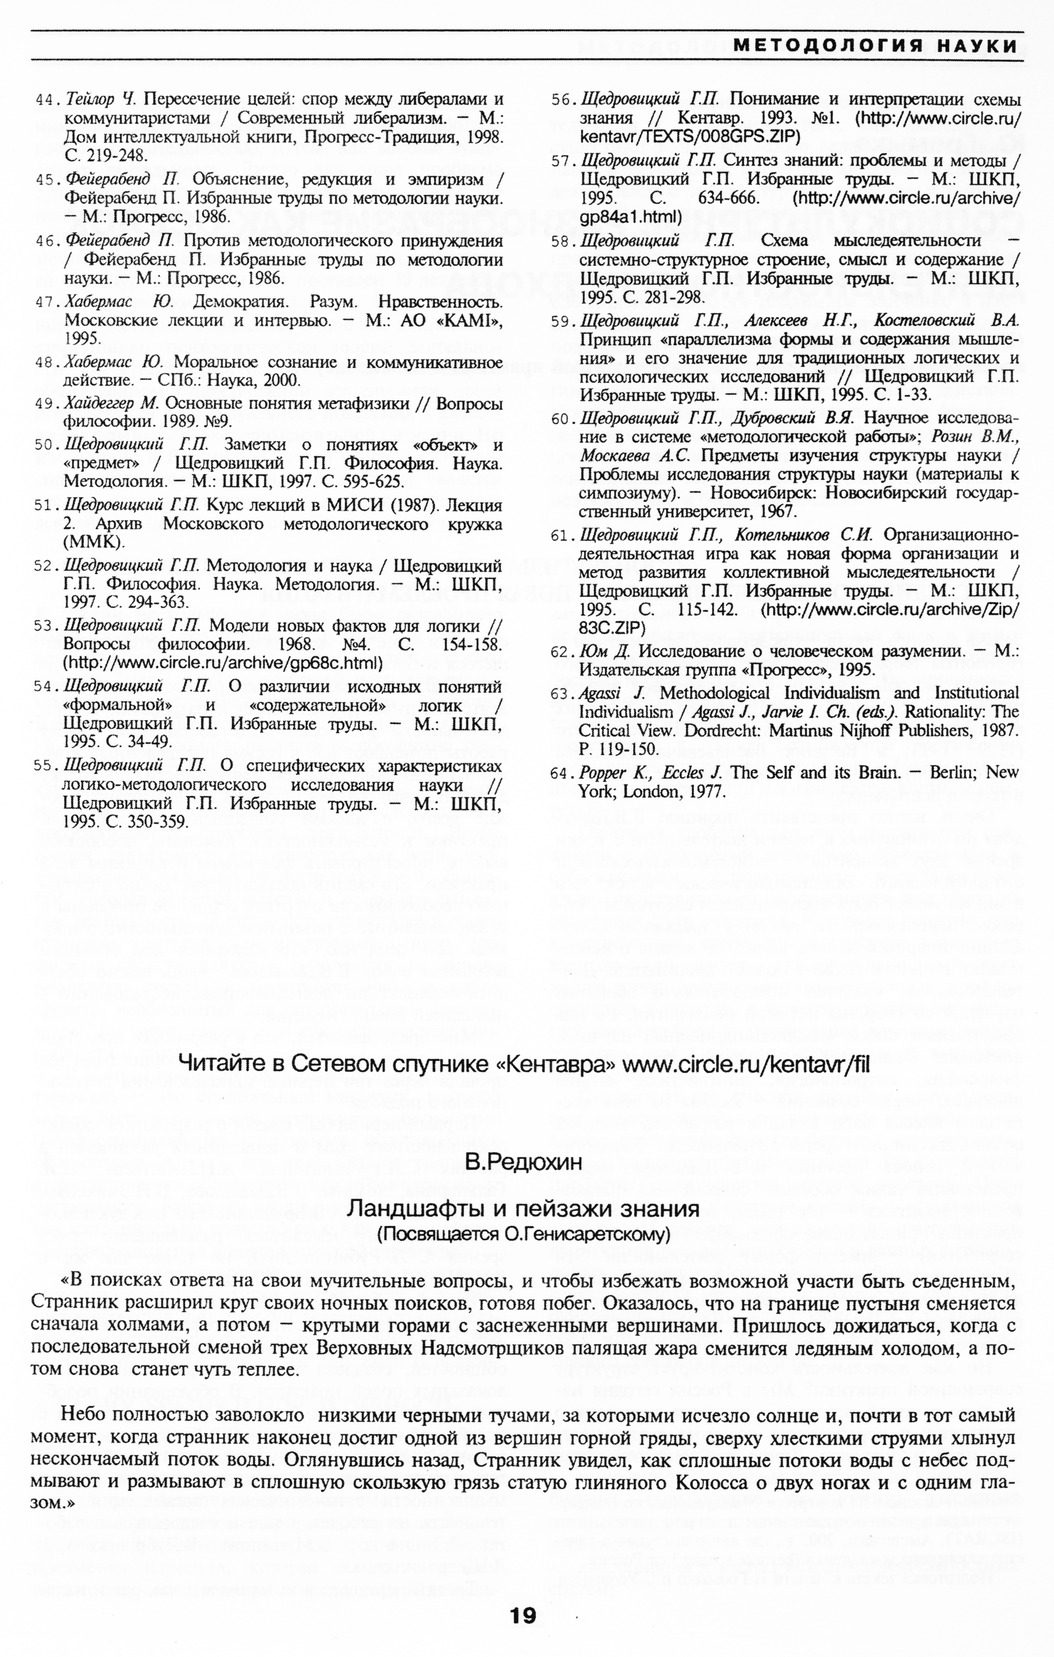 МЕТОДОЛОГИЯ НАУКИ
44. Тейлор Ч. Пересечение целей: спор между либералами и
коммунитаристами / Современный либерализм. — М.:
Дом интеллектуальной книги, Прогресс-Традиция, 1998.
С. 219-248.
45. Фейерабенд П. Объяснение, редукция и эмпиризм /
Фейерабенд П. Избранные труды по методологии науки.
— М.: Прогресс, 1986.
46. Фейерабенд П. Против методологического принуждения
/ Фейерабенд П. Избранные труды по методологии
науки. — М.: Прогресс, 1986.
47. Хабермас Ю. Демократия. Разум. Нравственность.
Московские лекции и интервью. — М.: АО «KAMI»,
1995.
48. Хабермас Ю. Моральное сознание и коммуникативное
действие. — СПб.: Наука, 2000.
49. Хайдеггер М. Основные понятия метафизики // Вопросы
философии. 1989. №9.
50. Щедровицкий Г.П. Заметки о понятиях «объект» и
«предмет» / Щедровицкий Г.П. Философия. Наука.
Методология. — М.: ШКП, 1997. С. 595-625.
51. Щедровицкий Г.П. Курс лекций в МИСИ (1987). Лекция
2. Архив Московского методологического кружка
(ММК).
52. Щедровицкий Г.П. Методология и наука / Щедровицкий
Г.П. Философия. Наука. Методология. — М.: ШКП,
1997. С. 294-363.
53. Щедровицкий Г.П. Модели новых фактов для логики //
Вопросы философии. 1968. №4. С. 154-158.
(http://www.circle.ru/archive/gp68c.html)
54. Щедровицкий Г.П. О различии исходных понятий
«формальной» и «содержательной» логик /
Щедровицкий Г.П. Избранные труды. — М.: ШКП,
1995. С. 34-49.
55. Щедровицкий Г.П. О специфических характеристиках
логико-методологического исследования науки //
Щедровицкий Г.П. Избранные труды. — М.: ШКП,
1995. С. 350-359.
56. Щедровицкий Г.П. Понимание и интерпретации схемы
знания // Кентавр. 1993. №1. (http://www.circle.ru/
kentavr/TEXTS/008GPS.ZIP)
57. Щедровицкий Г.П. Синтез знаний: проблемы и методы /
Щедровицкий Г.П. Избранные труды. — М.: ШКП,
1995. С. 634-666. (http://www.circle.ru/archive/
gp84a1.html)
58. Щедровицкий Г.П. Схема мыследеятельности —
системно-структурное строение, смысл и содержание /
Щедровицкий Г.П. Избранные труды. — М.: ШКП,
1995. С. 281-298.
59. Щедровицкий Г.П., Алексеев Н.Г., Костеловский В.А.
Принцип «параллелизма формы и содержания мышле-
ния» и его значение для традиционных логических и
психологических исследований // Щедровицкий Г.П.
Избранные труды. — М.: ШКП, 1995. С. 1-33.
60. Щедровицкий Г.П., Дубровский В.Я. Научное исследова-
ние в системе «методологической работы»; Розин В.М.,
Москаева А.С. Предметы изучения структуры науки /
Проблемы исследования структуры науки (материалы к
симпозиуму). — Новосибирск: Новосибирский государ-
ственный университет, 1967.
61. Щедровицкий Г.П., Котельников С.И. Организационно-
деятельностная игра как новая форма организации и
метод развития коллективной мыследеятельности /
Щедровицкий Г.П. Избранные труды. — М.: ШКП,
1995. С. 115-142. (http://www.circle.ru/archive/Zip/
83C.ZIP)
62. Юм Д. Исследование о человеческом разумении. — М.:
Издательская группа «Прогресс», 1995.
63. Agassi J. Methodological Individualism and Institutional
Individualism / Agassi J., Jarvie I. Ch. (eds.). Rationality: The
Critical View. Dordrecht: Martinus Nijhoff Publishers, 1987.
P. 119-150.
64. Popper K., Eccles J. The Self and its Brain. — Berlin; New
York; London, 1977.
Читайте в Сетевом спутнике «Кентавра» www.circle.ru/kentavr/fil
В.Редюхин
Ландшафты и пейзажи знания
(Посвящается О.Генисаретскому)
«В поисках ответа на свои мучительные вопросы, и чтобы избежать возможной участи быть съеденным,
Странник расширил круг своих ночных поисков, готовя побег. Оказалось, что на границе пустыня сменяется
сначала холмами, а потом — крутыми горами с заснеженными вершинами. Пришлось дожидаться, когда с
последовательной сменой трех Верховных Надсмотрщиков палящая жара сменится ледяным холодом, а по-
том снова станет чуть теплее.
Небо полностью заволокло низкими черными тучами, за которыми исчезло солнце и, почти в тот самый
момент, когда странник наконец достиг одной из вершин горной гряды, сверху хлесткими струями хлынул
нескончаемый поток воды. Оглянувшись назад, Странник увидел, как сплошные потоки воды с небес под-
мывают и размывают в сплошную скользкую грязь статую глиняного Колосса о двух ногах и с одним гла-
зом.»
19